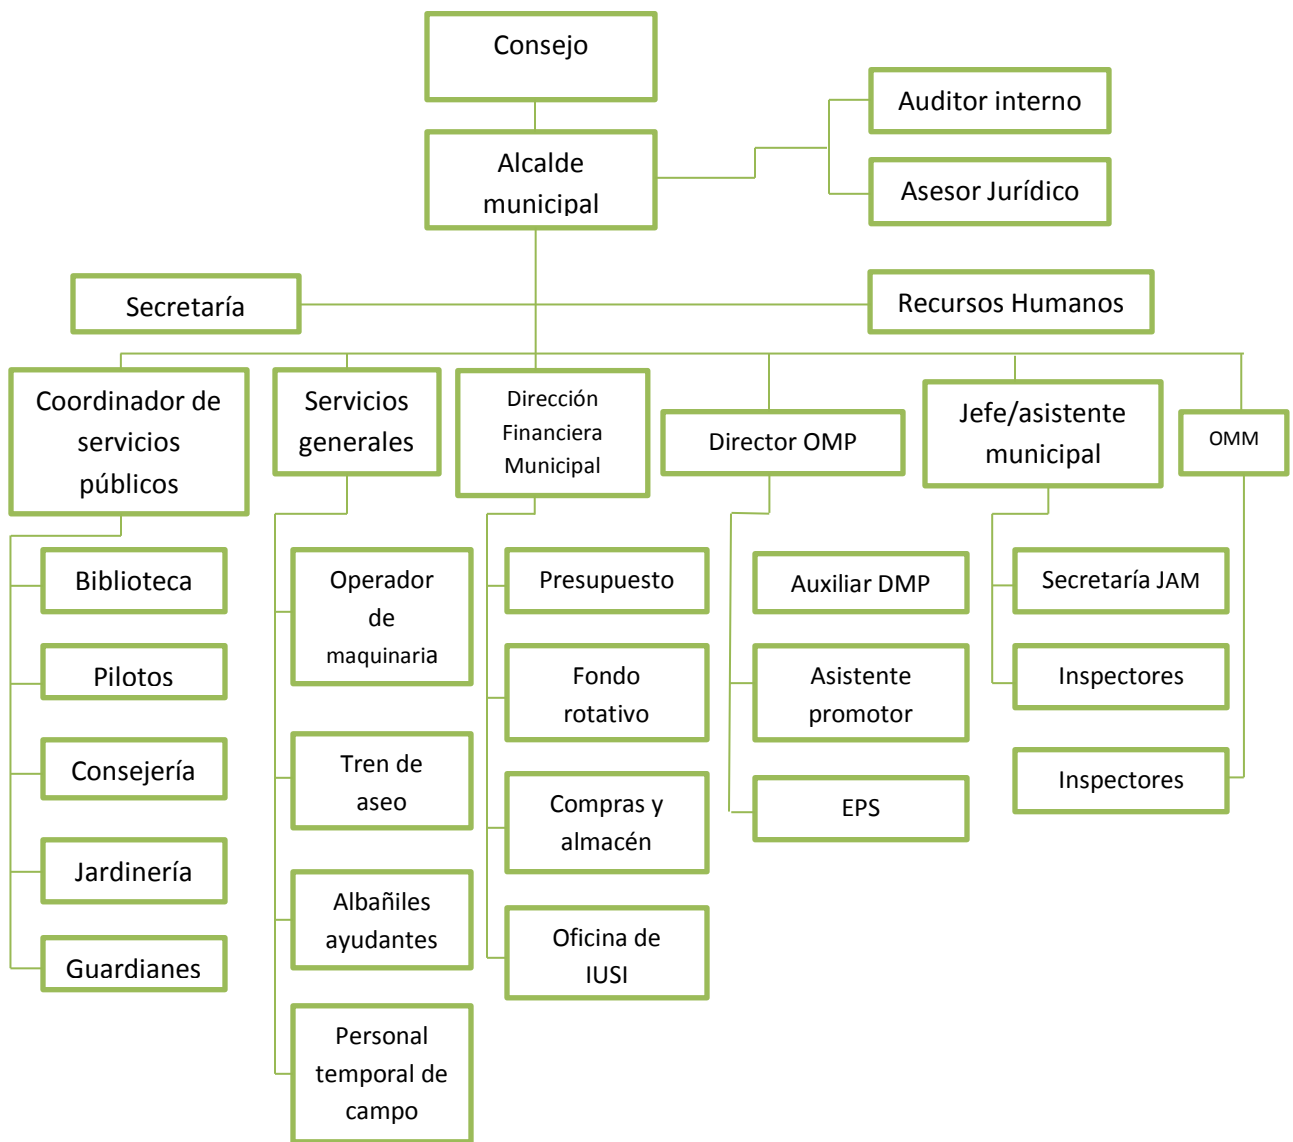 Consejo
Auditor interno
Alcalde
municipal
Asesor Jurídico
Secretaría
Recursos Humanos
Coordinador de
servicios
públicos
Servicios
generales
Dirección
Financiera
Municipal
Director OMP
Jefe/asistente
municipal
OMM
Biblioteca
Pilotos
Consejería
Jardinería
Guardianes
Operador
de
maquinaria
Tren de
aseo
Albañiles
ayudantes
Personal
temporal de
campo
Presupuesto
Fondo
rotativo
Compras y
almacén
Oficina de
IUSI
Auxiliar DMP
Asistente
promotor
EPS
Secretaría JAM
Inspectores
Inspectores